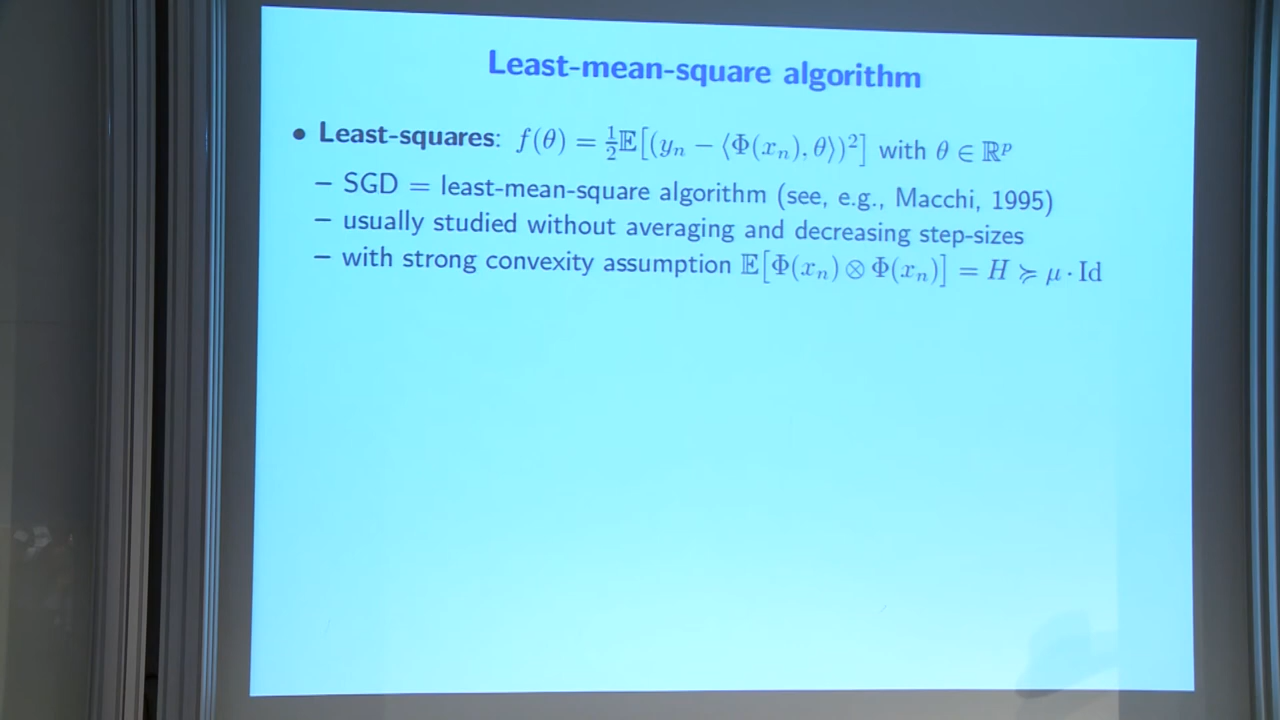 Least-mean-square algorithm
• Least-squares: f(θ) = ½𝔼[(yₙ − ⟨Φ(xₙ), θ⟩)²] with θ ∈ ℝᵖ
– SGD = least-mean-square algorithm (see, e.g., Macchi, 1995)
– usually studied without averaging and decreasing step-sizes
– with strong convexity assumption 𝔼[Φ(xₙ) ⊗ Φ(xₙ)] = H ≽ μ · Id